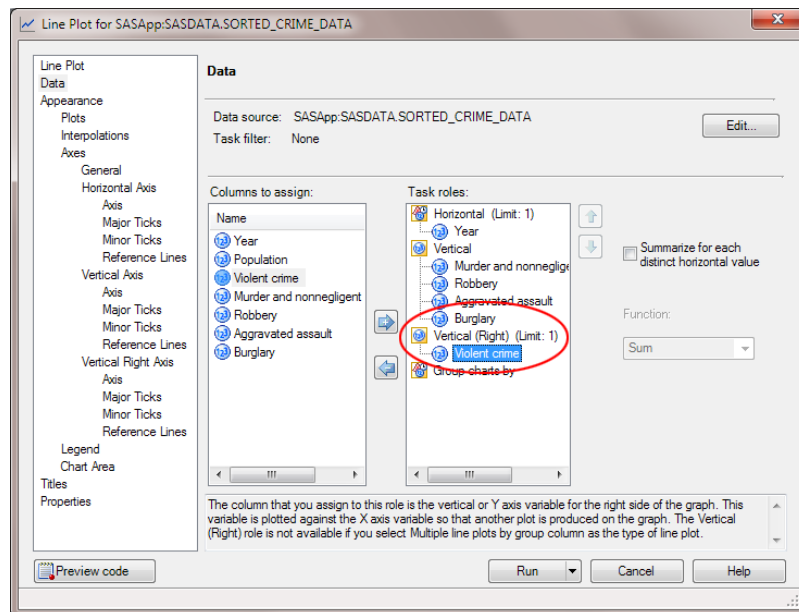 Line Plot for SASApp:SASDATA.SORTED_CRIME_DATA
Line Plot
Data
Appearance
Plots
Interpolations
Axes
General
Horizontal Axis
Axis
Major Ticks
Minor Ticks
Reference Lines
Vertical Axis
Axis
Major Ticks
Minor Ticks
Reference Lines
Vertical Right Axis
Axis
Major Ticks
Minor Ticks
Reference Lines
Legend
Chart Area
Titles
Properties
Data
Data source: SASApp:SASDATA.SORTED_CRIME_DATA
Task filter: None
Edit...
Columns to assign:
Name
Year
Population
Violent crime
Murder and nonnegligent
Robbery
Aggravated assault
Burglary
Task roles:
Horizontal (Limit: 1)
Year
Vertical
Murder and nonneglige
Robbery
Aggravated assault
Burglary
Vertical (Right) (Limit: 1)
Violent crime
Group charts by
Summarize for each
distinct horizontal value
Function:
Sum
The column that you assign to this role is the vertical or Y axis variable for the right side of the graph. This
variable is plotted against the X axis variable so that another plot is produced on the graph. The Vertical
(Right) role is not available if you select Multiple line plots by group column as the type of line plot.
Preview code
Run
Cancel
Help